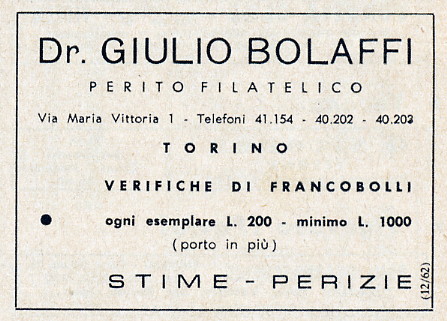 Dr. GIULIO BOLAFFI
PERITO FILATELICO
Via Maria Vittoria 1 - Telefoni 41.154 - 40.202 - 40.203
TORINO
VERIFICHE DI FRANCOBOLLI
● ogni esemplare L. 200 - minimo L. 1000
(porto in più)
STIME - PERIZIE
(12/62)